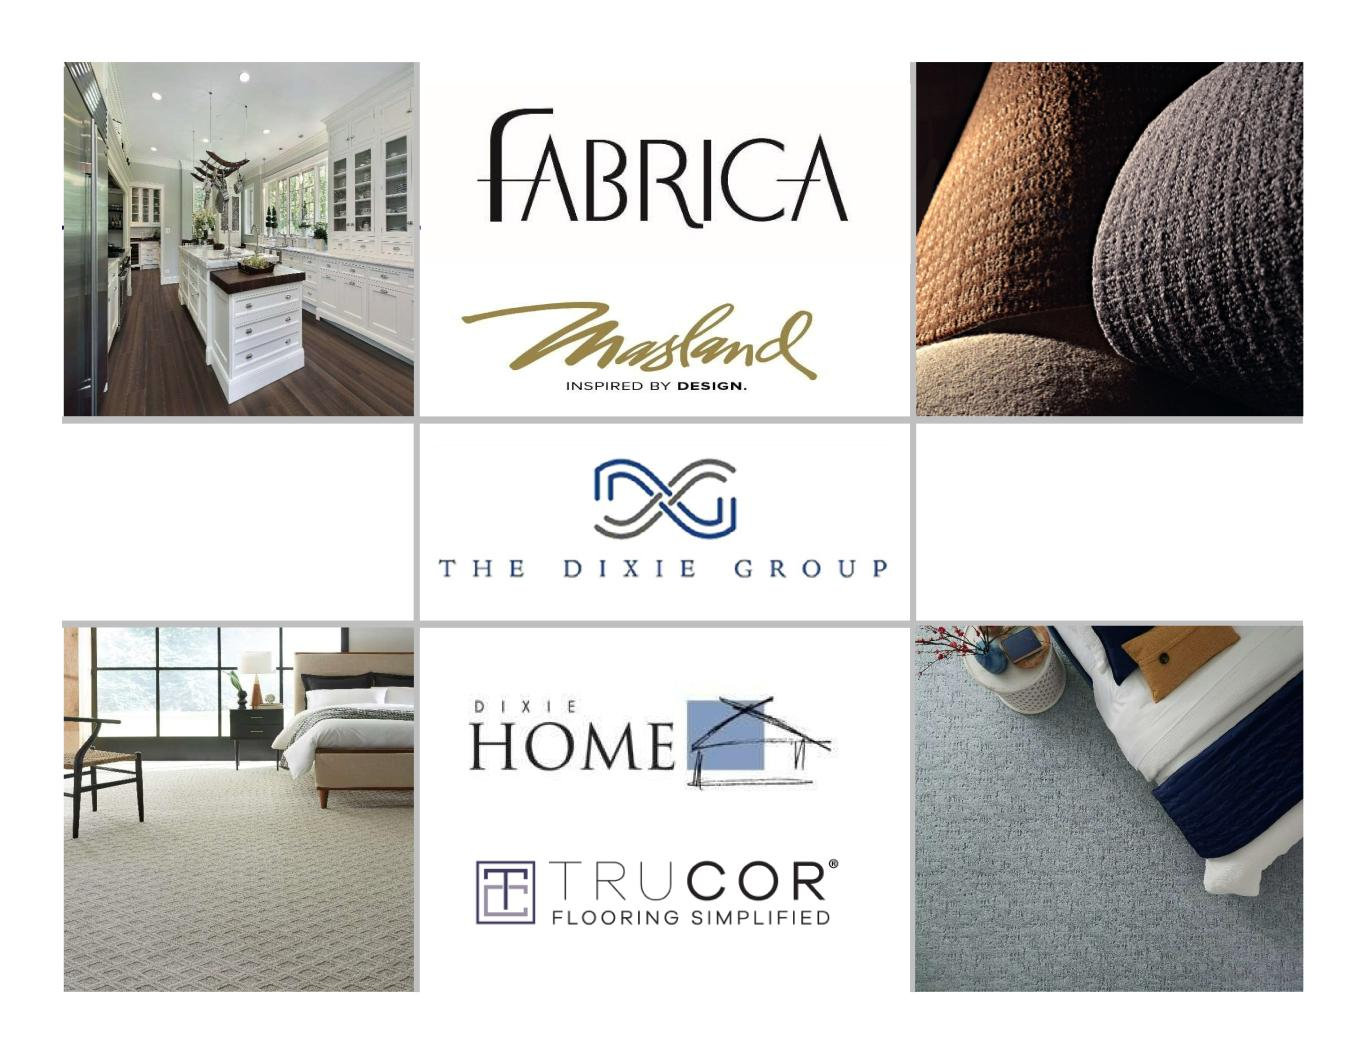 FABRICA
Masland
INSPIRED BY DESIGN.
THE DIXIE GROUP
DIXIE
HOME
TRUCOR®
FLOORING SIMPLIFIED